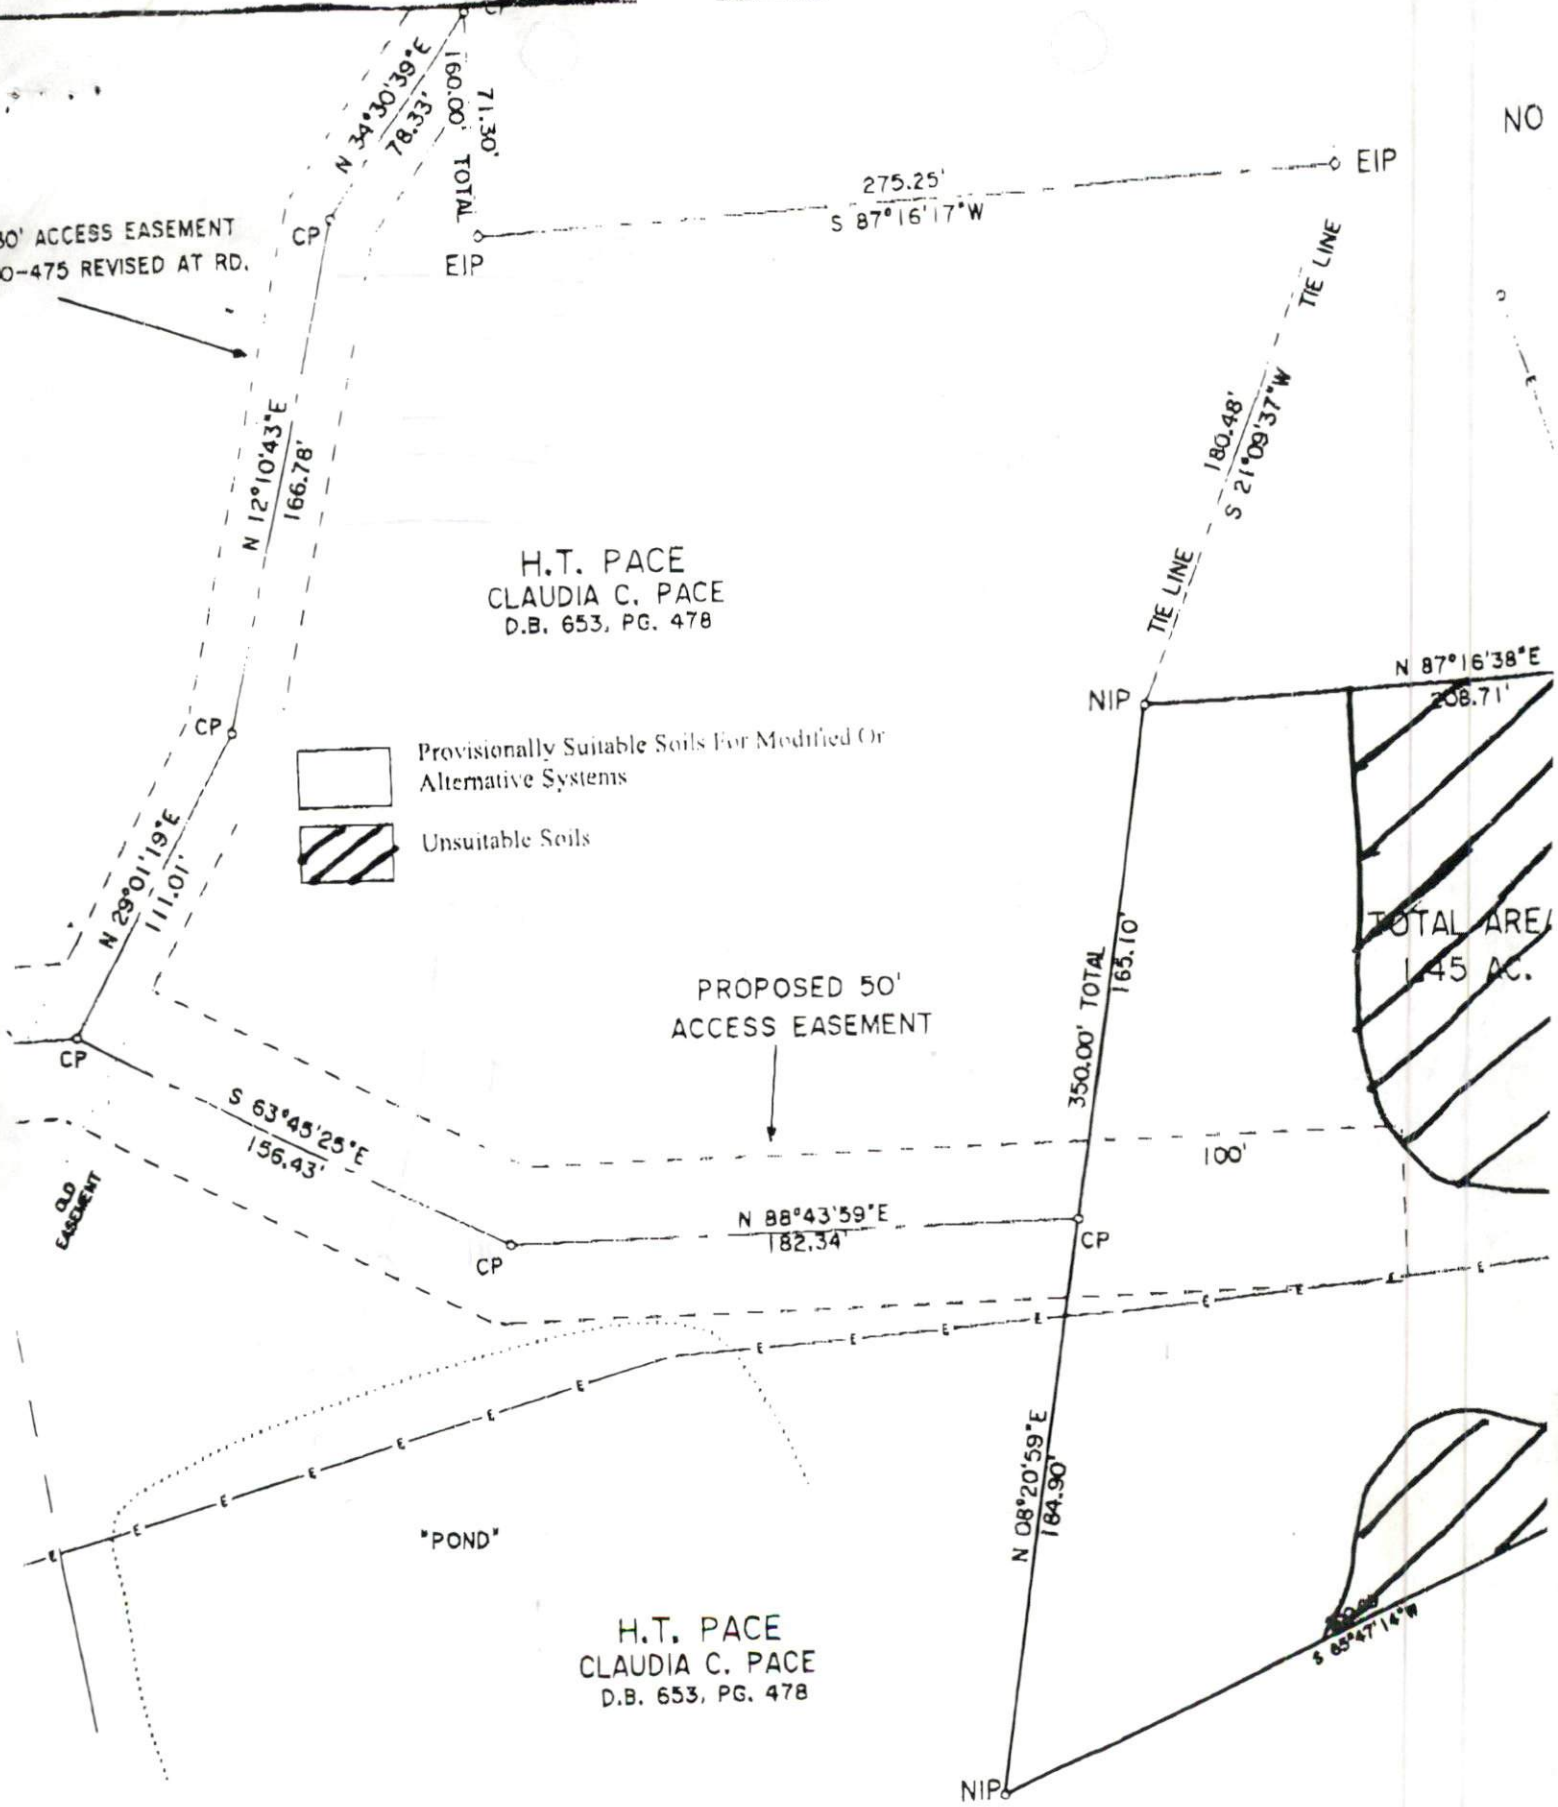 CP
N 34°30'39"E
78.33'
71.30'
160.00' TOTAL
NO
275.25'
S 87°16'17"W
EIP
EIP
CP
30' ACCESS EASEMENT
0-475 REVISED AT RD.
TIE LINE
180.48'
S 21°09'37"W
TIE LINE
E
N 12°10'43"E
166.78'
H.T. PACE
CLAUDIA C. PACE
D.B. 653, PG. 478
N 87°16'38"E
208.71'
NIP
CP
Provisionally Suitable Soils For Modified Or
Alternative Systems
Unsuitable Soils
N 29°01'19"E
111.01'
TOTAL AREA
1.45 AC.
350.00' TOTAL
165.10'
PROPOSED 50'
ACCESS EASEMENT
CP
S 63°45'25"E
156.43'
100'
OLD
EASEMENT
N 88°43'59"E
182.34'
CP
CP
E E E E E E E E E E E E E E
N 08°20'59"E
184.90'
"POND"
S 85°47'14"W
H.T. PACE
CLAUDIA C. PACE
D.B. 653, PG. 478
NIP